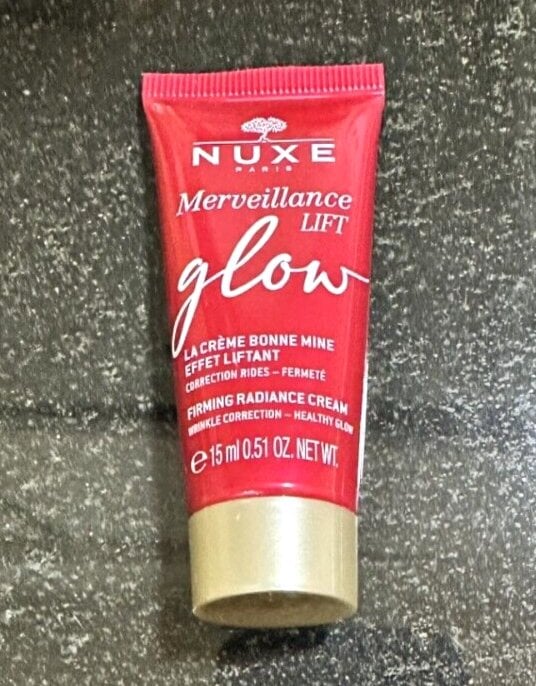 NUXE
PARIS
Merveillance
LIFT
glow
LA CRÈME BONNE MINE
EFFET LIFTANT
CORRECTION RIDES – FERMETÉ
FIRMING RADIANCE CREAM
WRINKLE CORRECTION – HEALTHY GLOW
℮ 15 ml 0.51 OZ. NET WT.